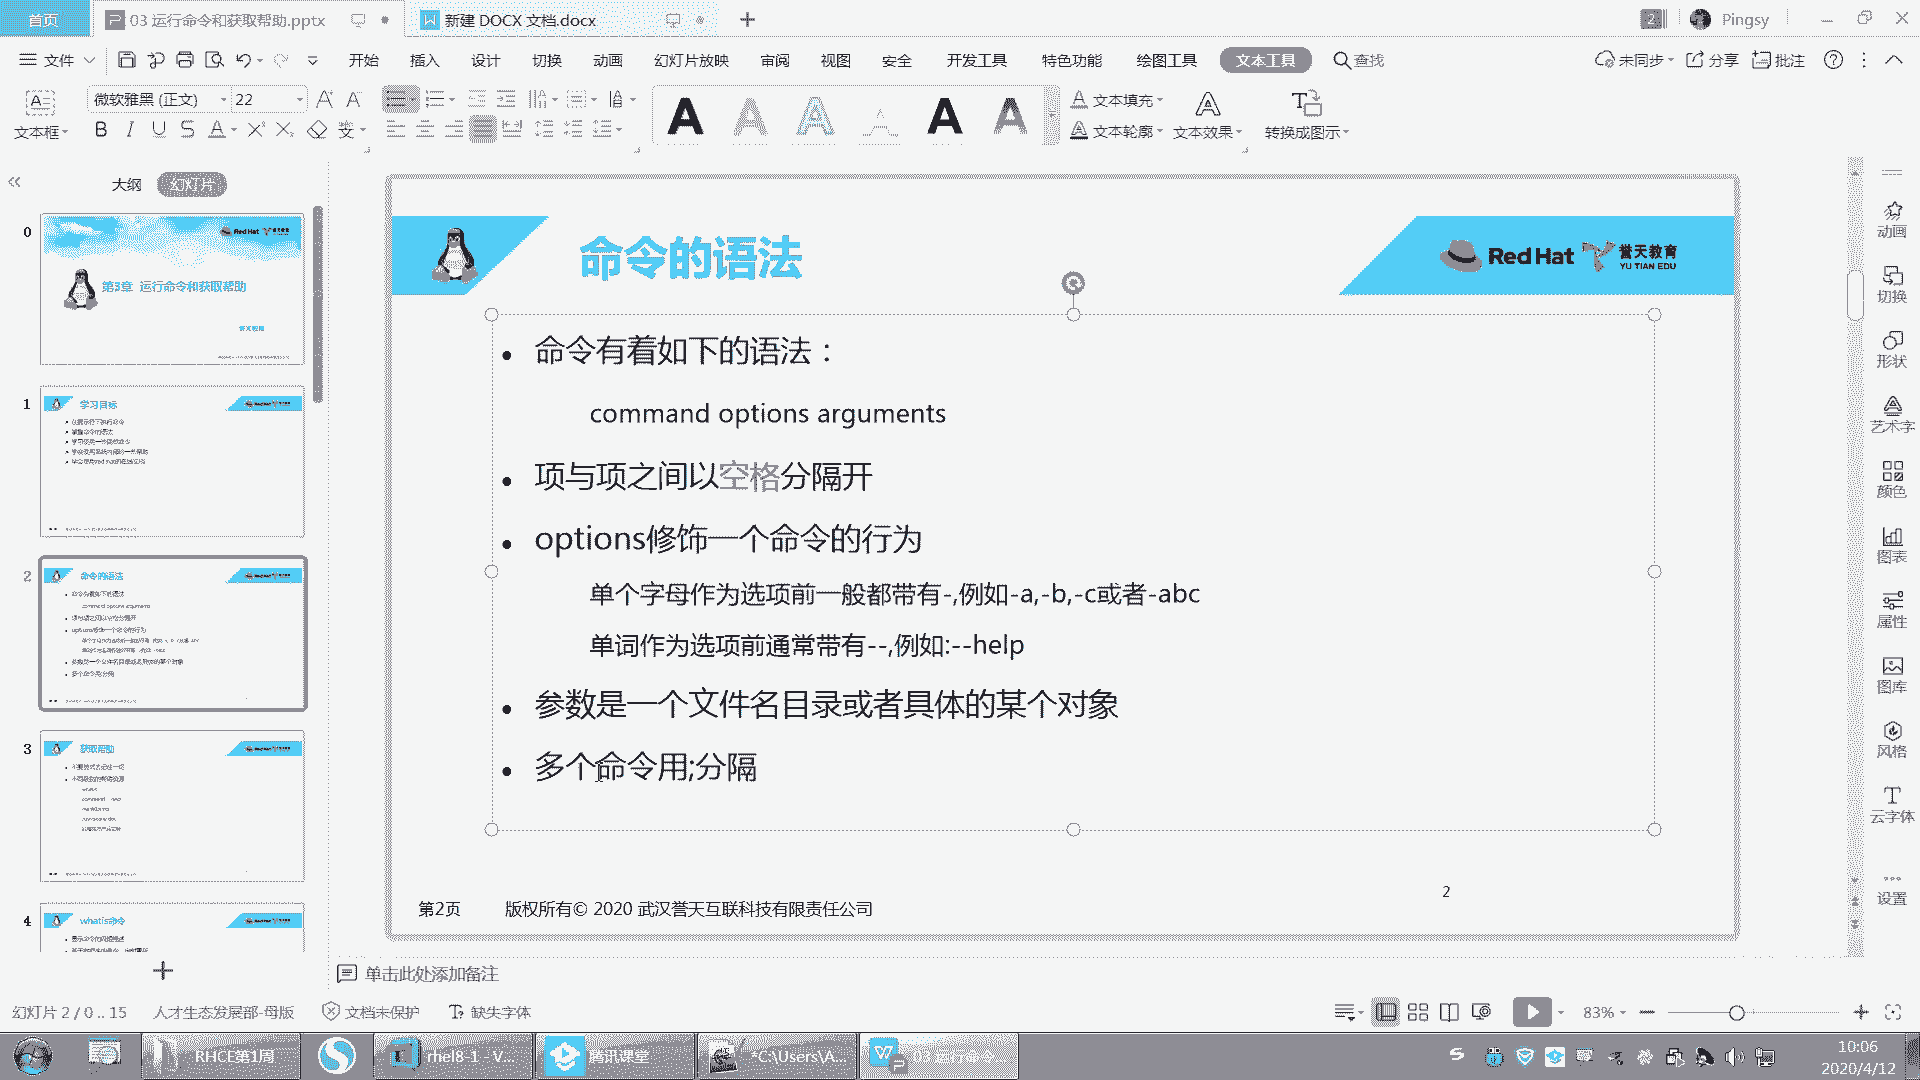 首页
03 运行命令和获取帮助.pptx
新建 DOCX 文档.docx
2
Pingsy
文件
开始
插入
设计
切换
动画
幻灯片放映
审阅
视图
安全
开发工具
特色功能
绘图工具
文本工具
查找
未同步
分享
批注
文本框
微软雅黑 (正文)
22
文本填充
文本轮廓
文本效果
转换成图示
大纲
幻灯片
0
Red Hat
第3章 运行命令和获取帮助
1
学习目标
2
命令的语法
3
获取帮助
4
whatis命令
命令的语法
Red Hat
誉天教育
YU TIAN EDU
命令有着如下的语法：
command options arguments
项与项之间以空格分隔开
options修饰一个命令的行为
单个字母作为选项前一般都带有-,例如-a,-b,-c或者-abc
单词作为选项前通常带有--,例如:--help
参数是一个文件名目录或者具体的某个对象
多个命令用;分隔
第2页
版权所有© 2020 武汉誉天互联科技有限责任公司
2
动画
切换
形状
艺术字
颜色
图表
属性
图库
风格
云字体
设置
单击此处添加备注
幻灯片 2 / 0 .. 15
人才生态发展部-母版
文档未保护
缺失字体
83%
RHCE第1周
rhel8-1 - V...
腾讯课堂
*C:\Users\A...
03 运行命令...
10:06
2020/4/12